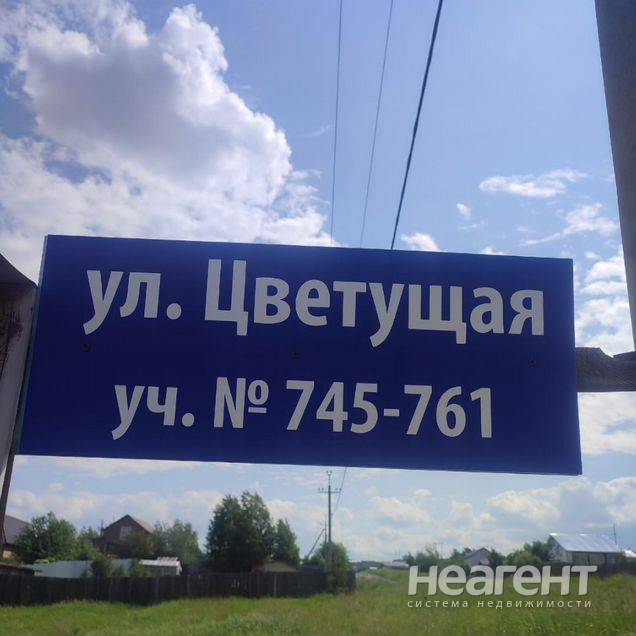 ул. Цветущая
уч. № 745-761
НЕАГЕНТ
СИСТЕМА НЕДВИЖИМОСТИ